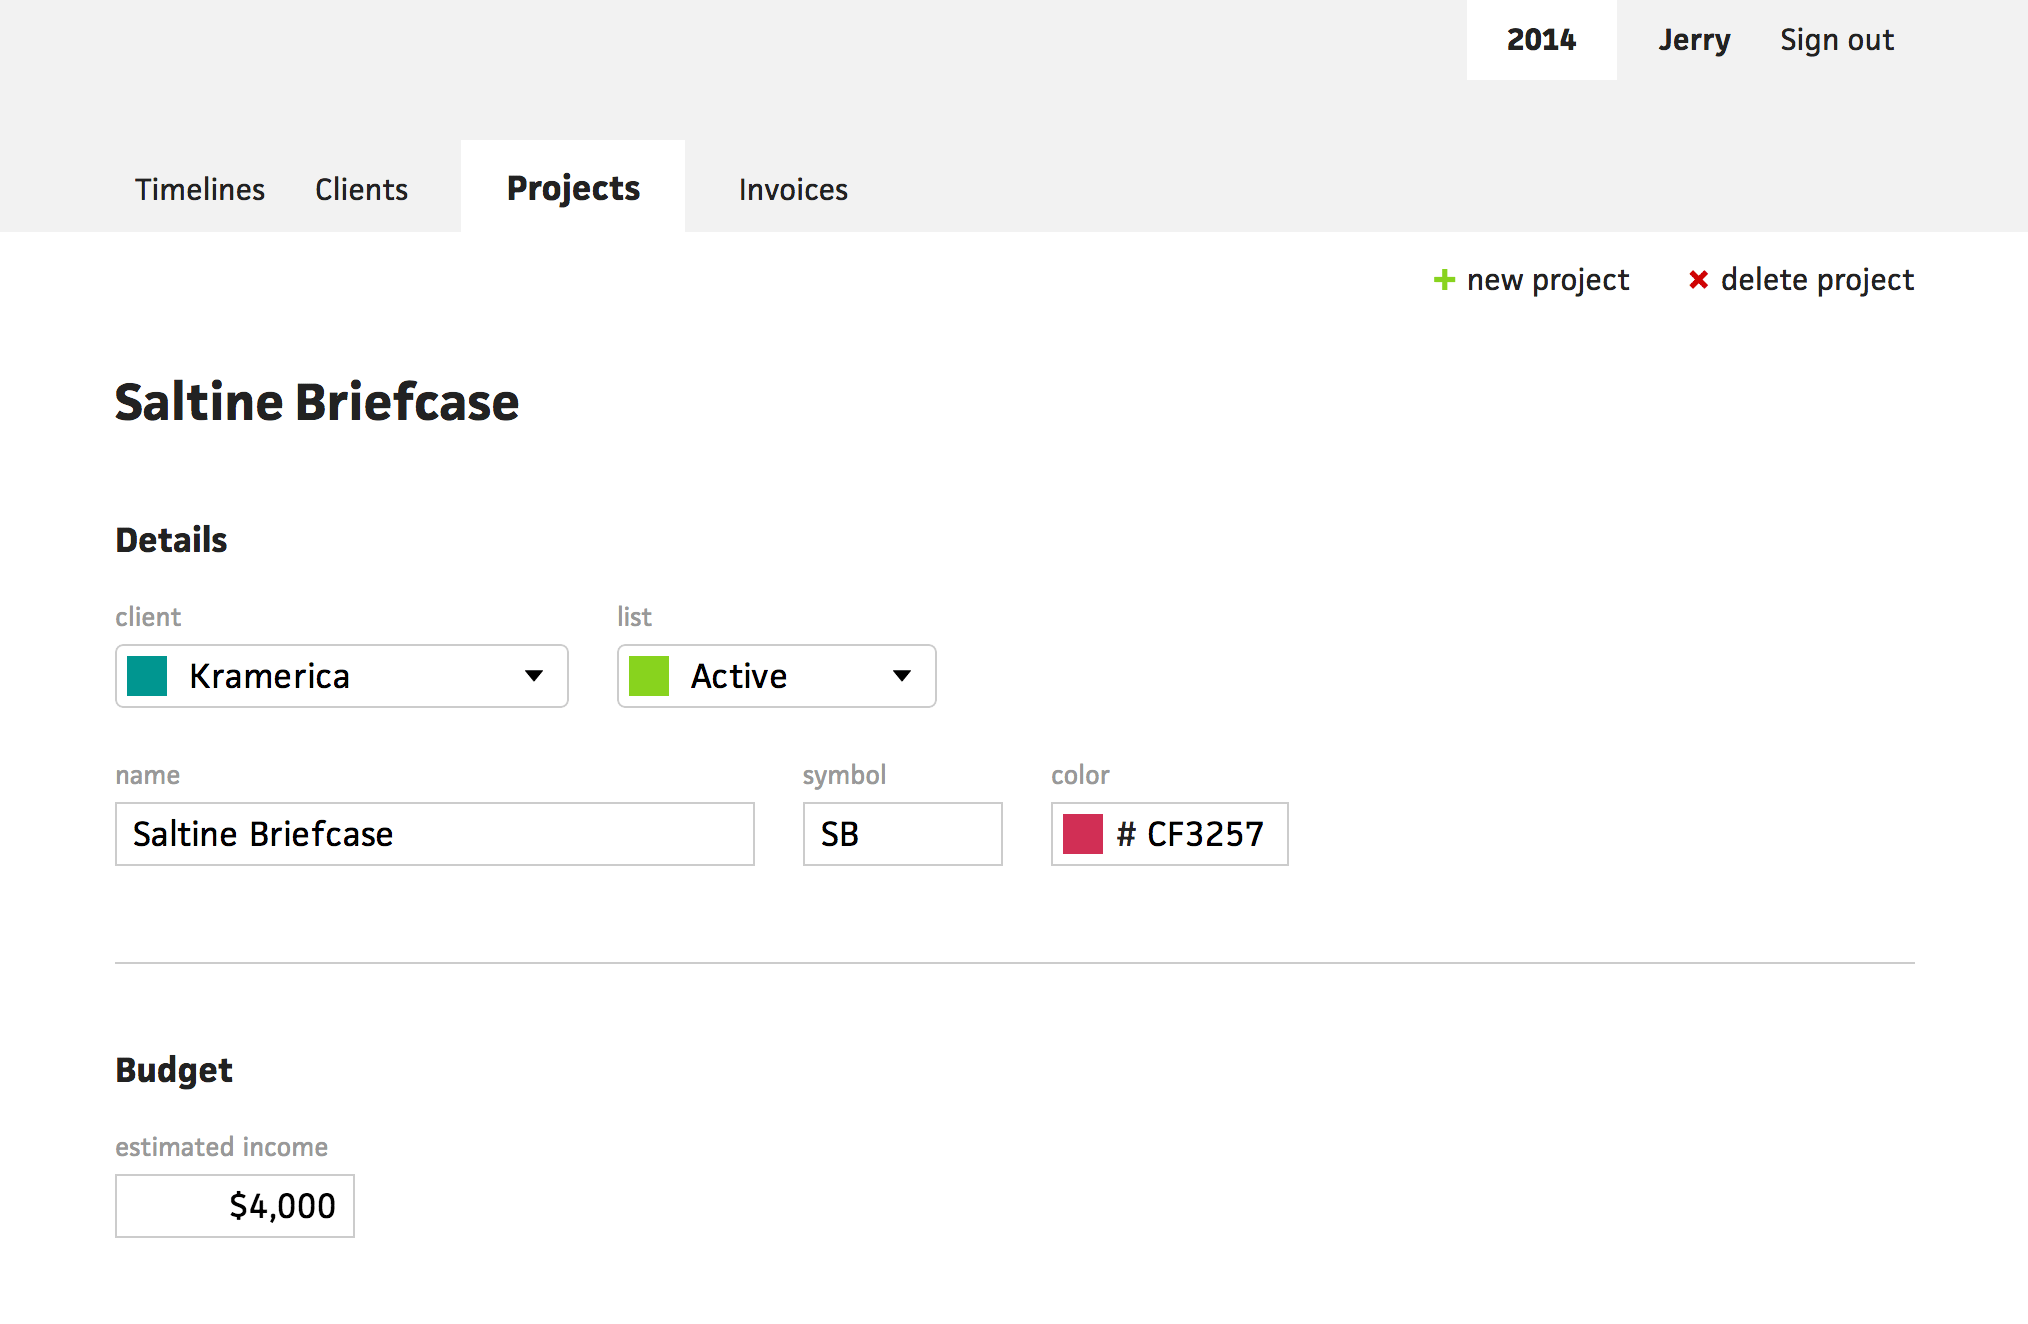 2014 Jerry Sign out
Timelines Clients Projects Invoices
+ new project × delete project
Saltine Briefcase
Details
client list
Kramerica Active
name symbol color
Saltine Briefcase SB # CF3257
Budget
estimated income
$4,000